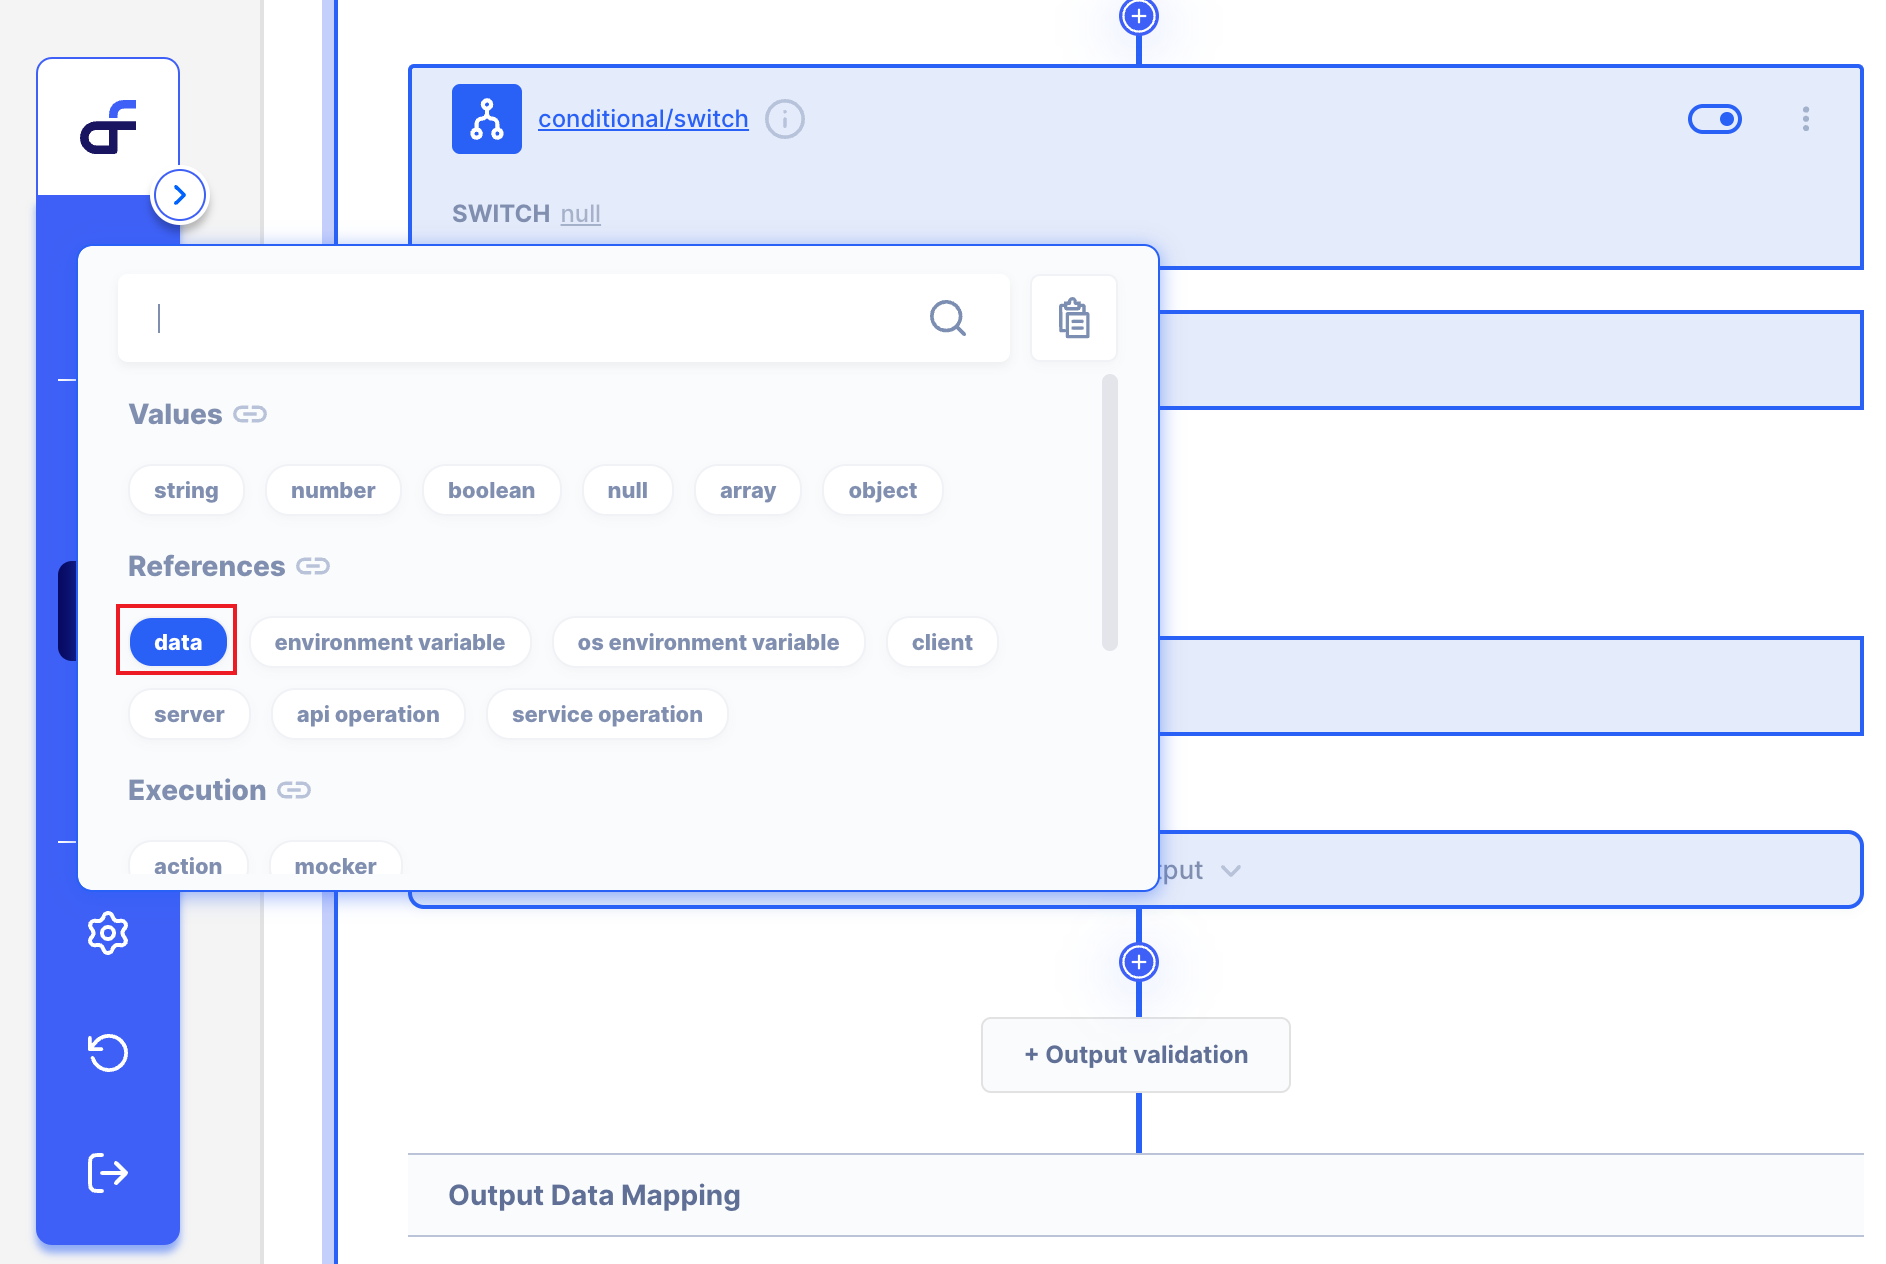 conditional/switch
SWITCH null
Values
string number boolean null array object
References
data environment variable os environment variable client
server api operation service operation
Execution
action mocker
+ Output validation
Output Data Mapping